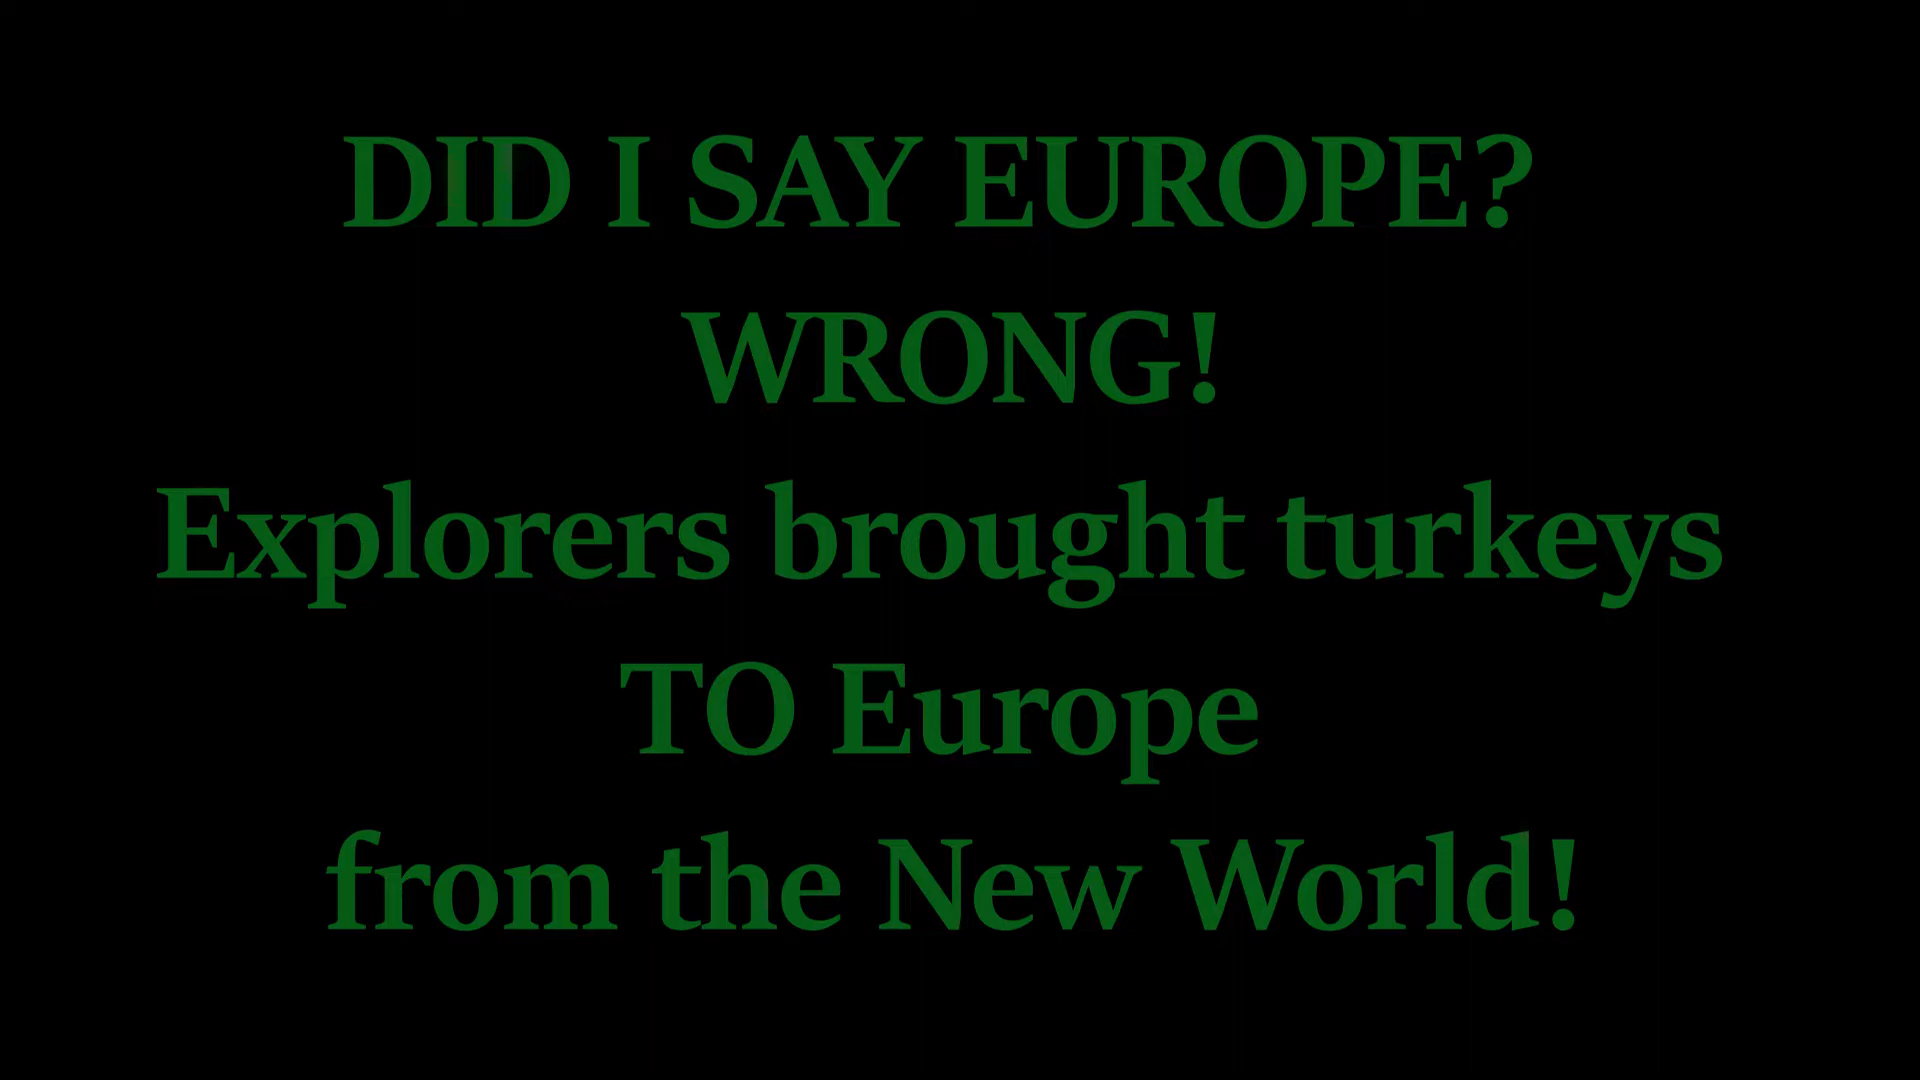 DID I SAY EUROPE?
WRONG!
Explorers brought turkeys
TO Europe
from the New World!